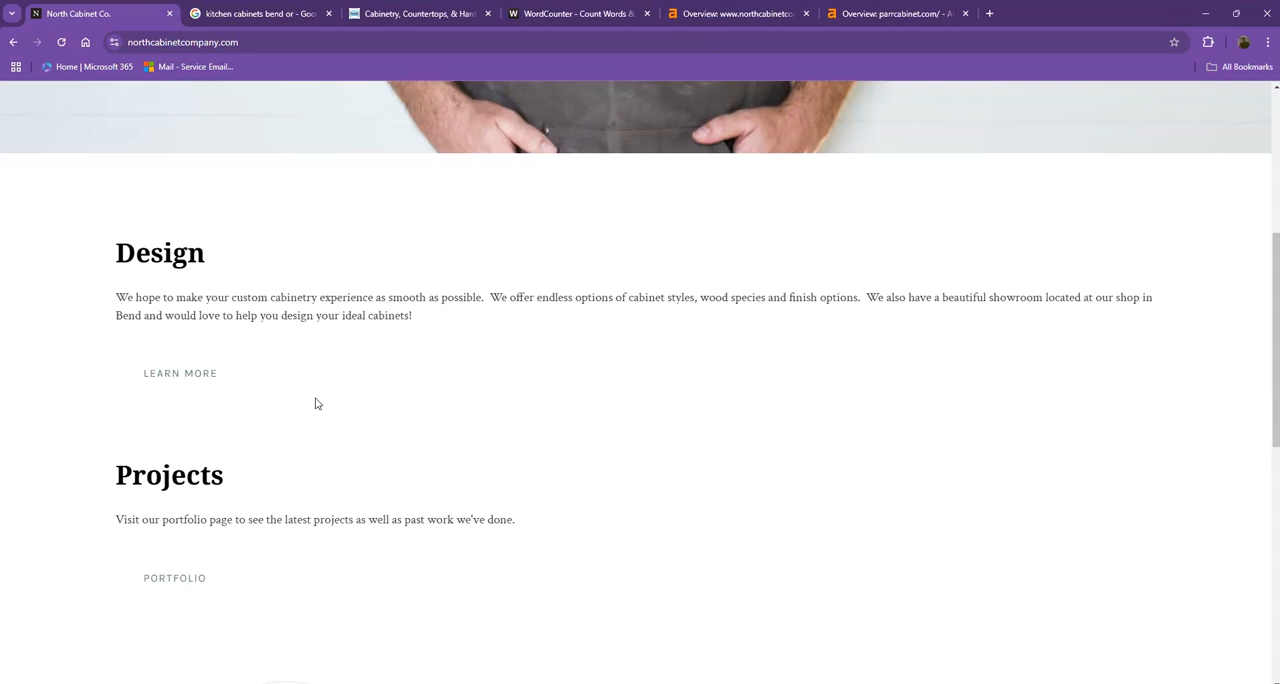 North Cabinet Co.
kitchen cabinets bend or - Goo
Cabinetry, Countertops, & Hard
WordCounter - Count Words &
Overview: www.northcabinetco
Overview: parrcabinet.com/ - A
northcabinetcompany.com
Home | Microsoft 365
Mail - Service Email...
All Bookmarks
Design
We hope to make your custom cabinetry experience as smooth as possible.  We offer endless options of cabinet styles, wood species and finish options.  We also have a beautiful showroom located at our shop in
Bend and would love to help you design your ideal cabinets!
LEARN MORE
Projects
Visit our portfolio page to see the latest projects as well as past work we've done.
PORTFOLIO